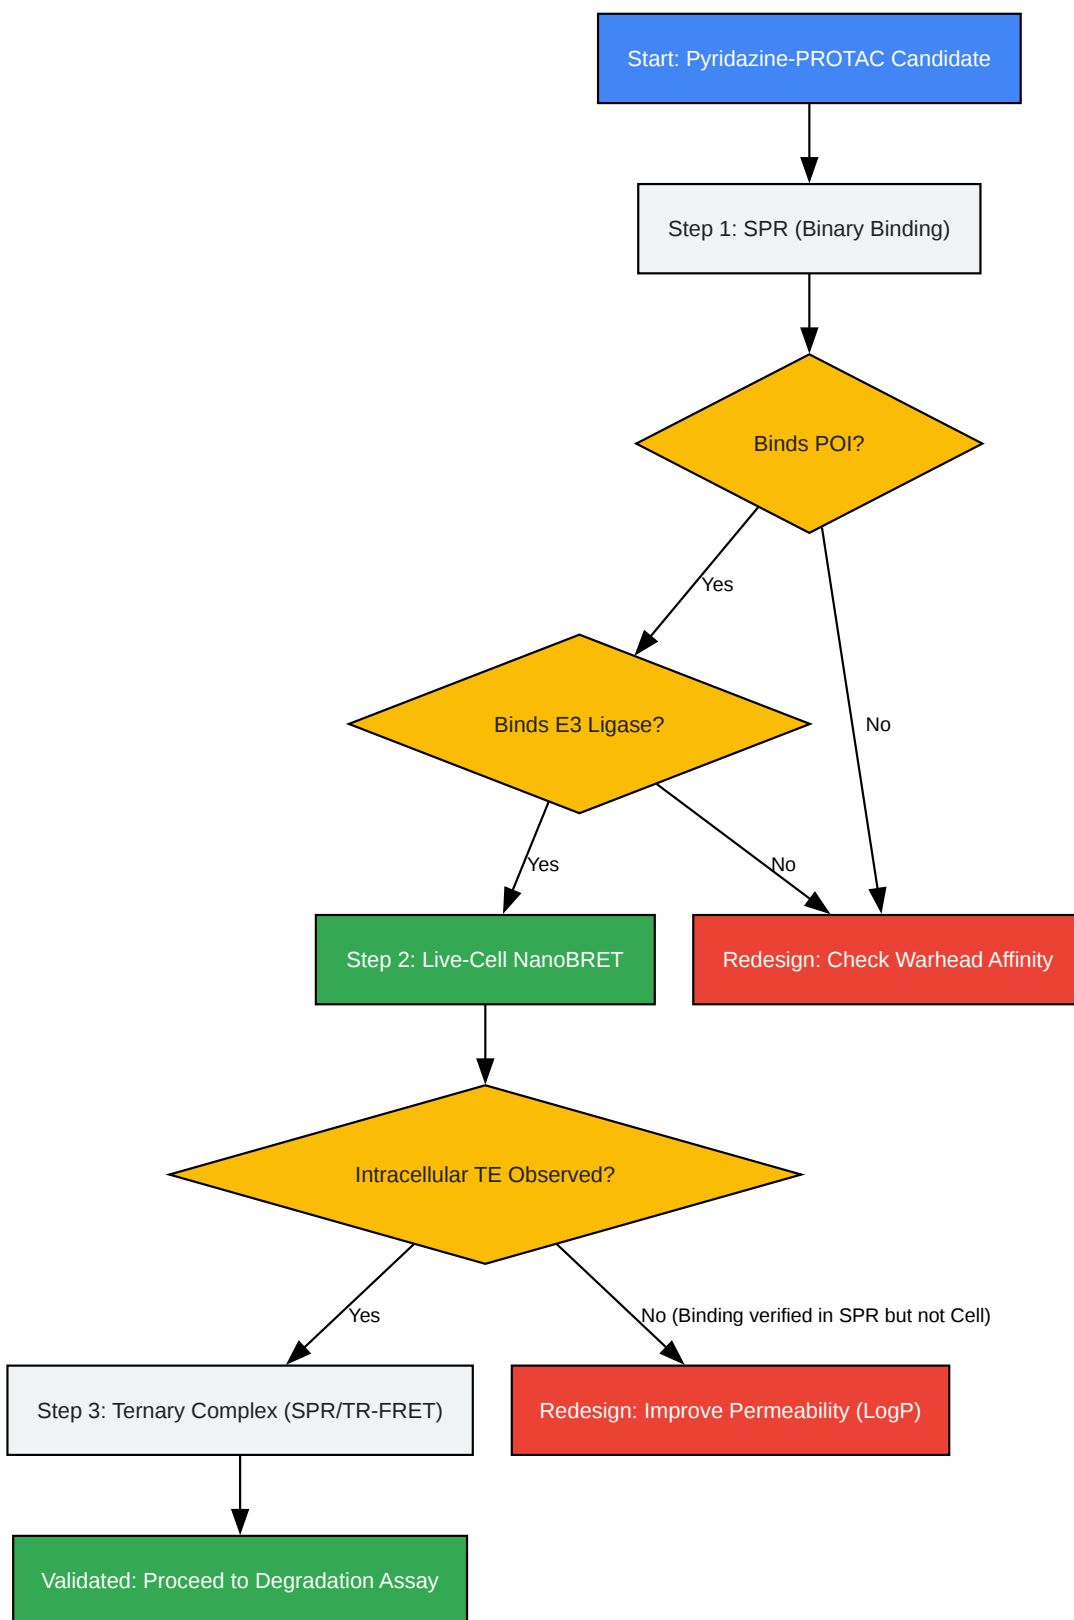 Start: Pyridazine-PROTAC Candidate
Step 1: SPR (Binary Binding)
Binds POI?
Yes
Binds E3 Ligase?
No
Yes
No
Step 2: Live-Cell NanoBRET
Redesign: Check Warhead Affinity
Intracellular TE Observed?
Yes
No (Binding verified in SPR but not Cell)
Step 3: Ternary Complex (SPR/TR-FRET)
Redesign: Improve Permeability (LogP)
Validated: Proceed to Degradation Assay